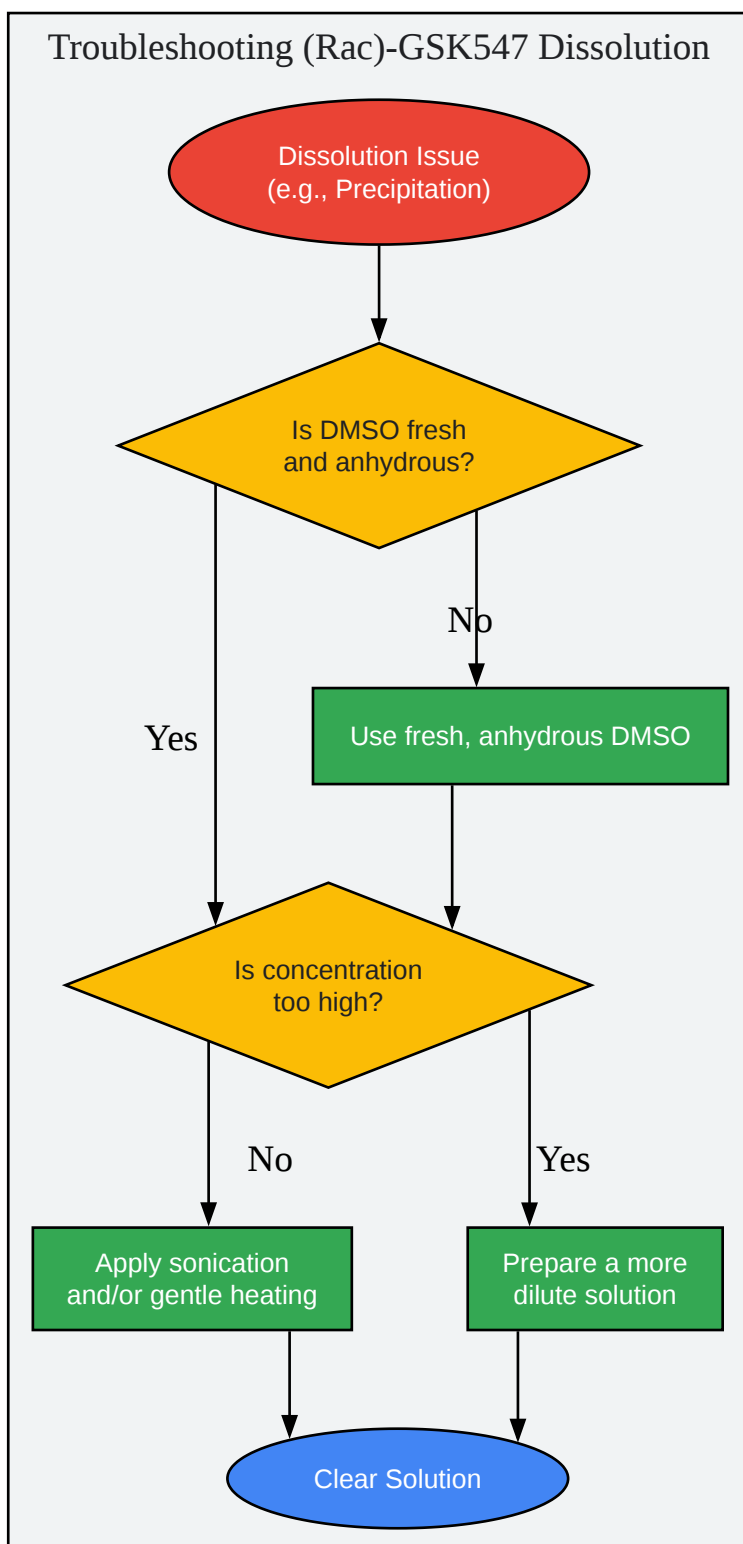 Troubleshooting (Rac)-GSK547 Dissolution
Dissolution Issue
(e.g., Precipitation)
Is DMSO fresh
and anhydrous?
No
Yes
Use fresh, anhydrous DMSO
Is concentration
too high?
No
Yes
Apply sonication
and/or gentle heating
Prepare a more
dilute solution
Clear Solution